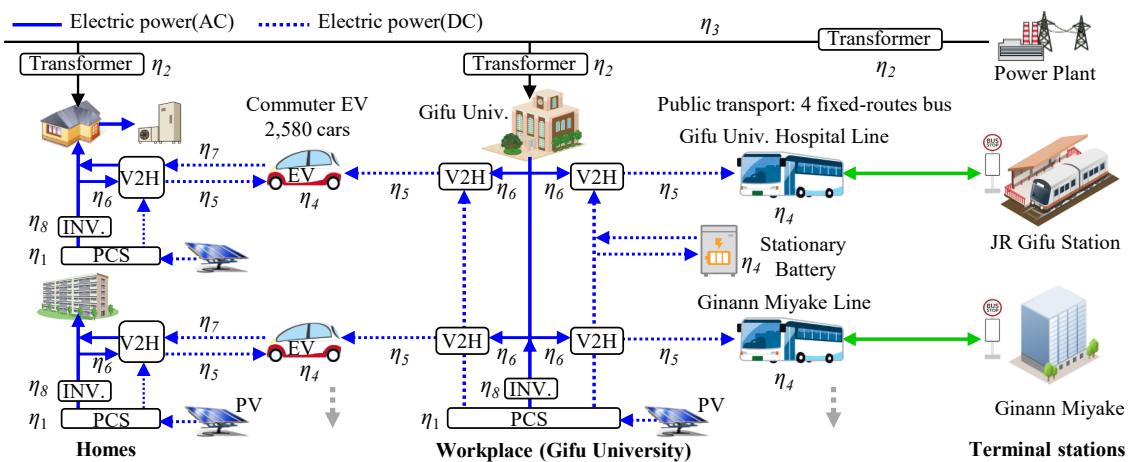 Electric power(AC)
Electric power(DC)
η3
Transformer
η2
Transformer
η2
Transformer
η2
Power Plant
Commuter EV
2,580 cars
Gifu Univ.
Public transport: 4 fixed-routes bus
Gifu Univ. Hospital Line
BUS
STOP
η7
V2H
η6
η5
EV
η4
η5
V2H
η6
η6
V2H
η5
η4
η8
INV.
η1
PCS
η4
Stationary
Battery
JR Gifu Station
Ginann Miyake Line
BUS
STOP
η7
V2H
η6
η5
EV
η4
η5
V2H
η6
η6
V2H
η5
η4
η8
INV.
η1
PCS
PV
η8
INV.
η1
PCS
PV
Ginann Miyake
Homes
Workplace (Gifu University)
Terminal stations